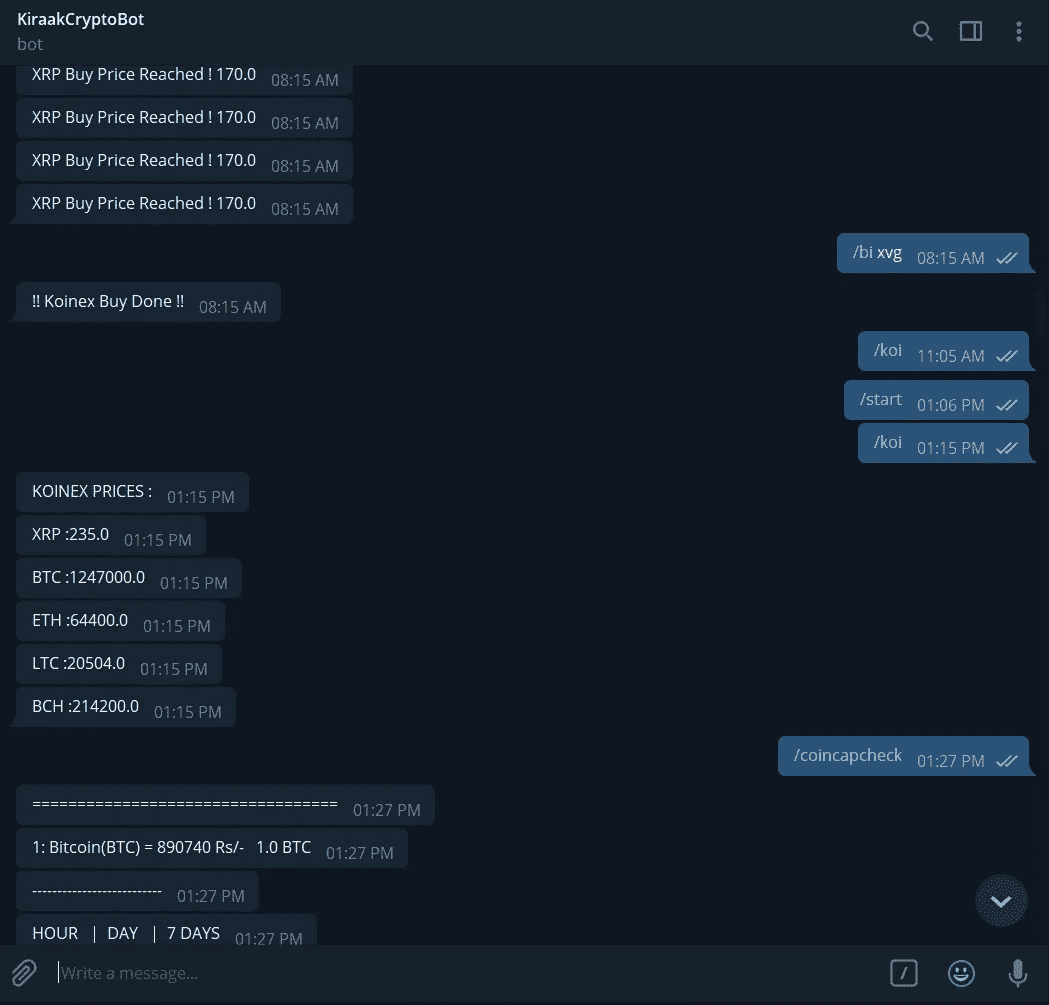 KiraakCryptoBot
bot
XRP Buy Price Reached ! 170.0 08:15 AM
XRP Buy Price Reached ! 170.0 08:15 AM
XRP Buy Price Reached ! 170.0 08:15 AM
XRP Buy Price Reached ! 170.0 08:15 AM
/bi xvg 08:15 AM
!! Koinex Buy Done !! 08:15 AM
/koi 11:05 AM
/start 01:06 PM
/koi 01:15 PM
KOINEX PRICES : 01:15 PM
XRP :235.0 01:15 PM
BTC :1247000.0 01:15 PM
ETH :64400.0 01:15 PM
LTC :20504.0 01:15 PM
BCH :214200.0 01:15 PM
/coincapcheck 01:27 PM
================================== 01:27 PM
1: Bitcoin(BTC) = 890740 Rs/- 1.0 BTC 01:27 PM
-------------------------- 01:27 PM
HOUR | DAY | 7 DAYS 01:27 PM
Write a message...